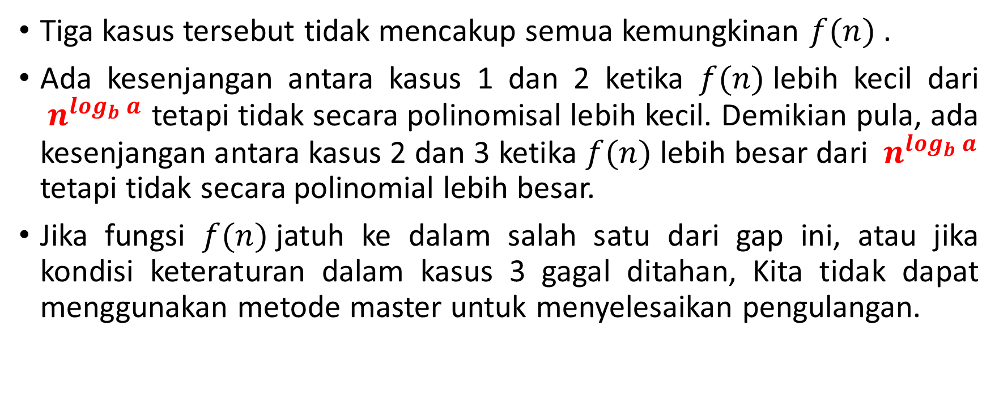 • Tiga kasus tersebut tidak mencakup semua kemungkinan f(n) .
• Ada kesenjangan antara kasus 1 dan 2 ketika f(n) lebih kecil dari
n^{log_b a} tetapi tidak secara polinomisal lebih kecil. Demikian pula, ada
kesenjangan antara kasus 2 dan 3 ketika f(n) lebih besar dari n^{log_b a}
tetapi tidak secara polinomial lebih besar.
• Jika fungsi f(n) jatuh ke dalam salah satu dari gap ini, atau jika
kondisi keteraturan dalam kasus 3 gagal ditahan, Kita tidak dapat
menggunakan metode master untuk menyelesaikan pengulangan.